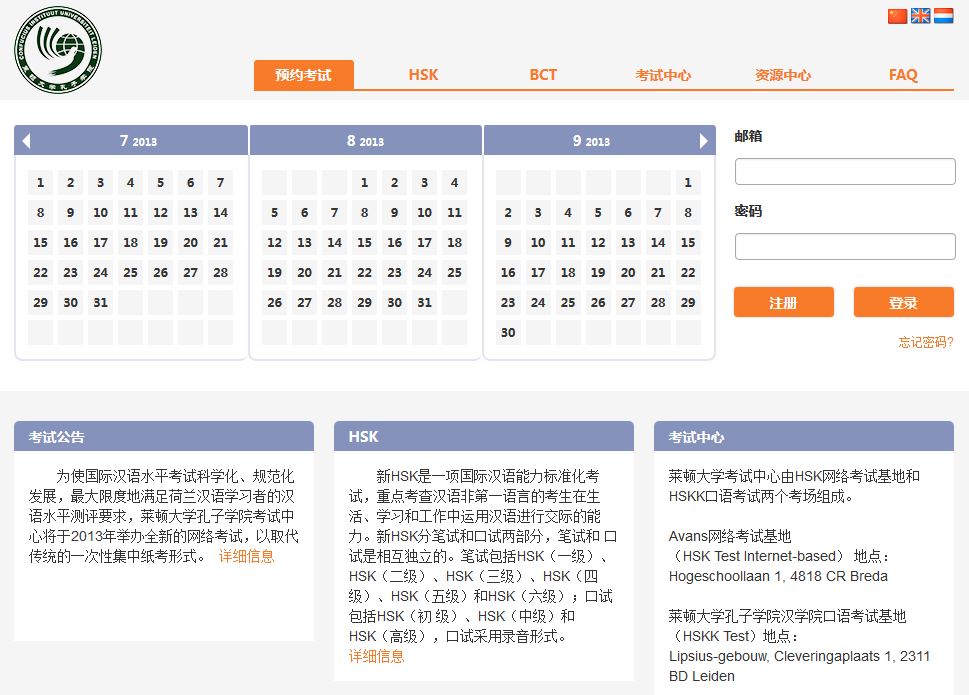 CONFUCIUS INSTITUUT UNIVERSITEIT LEIDEN
莱顿大学孔子学院
预约考试 HSK BCT 考试中心 资源中心 FAQ
7 2013
1 2 3 4 5 6 7
8 9 10 11 12 13 14
15 16 17 18 19 20 21
22 23 24 25 26 27 28
29 30 31
8 2013
1 2 3 4
5 6 7 8 9 10 11
12 13 14 15 16 17 18
19 20 21 22 23 24 25
26 27 28 29 30 31
9 2013
1
2 3 4 5 6 7 8
9 10 11 12 13 14 15
16 17 18 19 20 21 22
23 24 25 26 27 28 29
30
邮箱
密码
注册 登录
忘记密码?
考试公告
为使国际汉语水平考试科学化、规范化
发展，最大限度地满足荷兰汉语学习者的汉
语水平测评要求，莱顿大学孔子学院考试中
心将于2013年举办全新的网络考试，以取代
传统的一次性集中纸考形式。 详细信息
HSK
新HSK是一项国际汉语能力标准化考
试，重点考查汉语非第一语言的考生在生
活、学习和工作中运用汉语进行交际的能
力。新HSK分笔试和口试两部分，笔试和 口
试是相互独立的。笔试包括HSK（一级）、
HSK（二级）、HSK（三级）、HSK（四
级）、HSK（五级）和HSK（六级）；口试
包括HSK（初 级）、HSK（中级）和
HSK（高级），口试采用录音形式。
详细信息
考试中心
莱顿大学考试中心由HSK网络考试基地和
HSKK口语考试两个考场组成。
Avans网络考试基地
（HSK Test Internet-based） 地点：
Hogeschoollaan 1, 4818 CR Breda
莱顿大学孔子学院汉学院口语考试基地
（HSKK Test）地点：
Lipsius-gebouw, Cleveringaplaats 1, 2311
BD Leiden